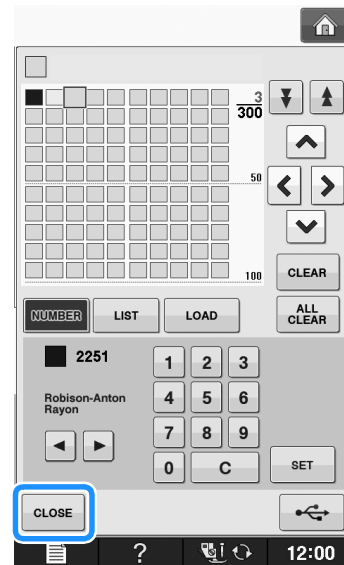 3
300
50
100
CLEAR
NUMBER
LIST
LOAD
ALL
CLEAR
2251
1 2 3
Robison-Anton
Rayon
4 5 6
7 8 9
0 C
SET
CLOSE
? 12:00